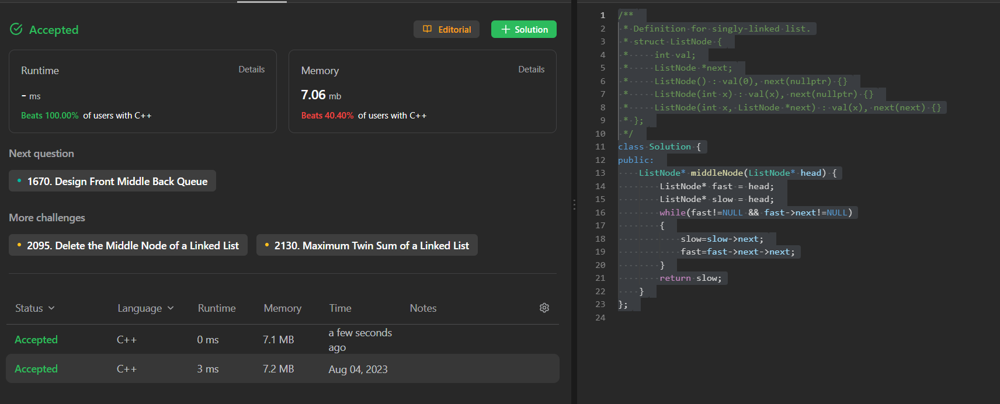 Accepted
Editorial
+ Solution
Runtime
Details
- ms
Beats 100.00% of users with C++
Memory
Details
7.06 mb
Beats 40.40% of users with C++
Next question
• 1670. Design Front Middle Back Queue
More challenges
• 2095. Delete the Middle Node of a Linked List
• 2130. Maximum Twin Sum of a Linked List
Status Language Runtime Memory Time Notes
Accepted C++ 0 ms 7.1 MB a few seconds
ago
Accepted C++ 3 ms 7.2 MB Aug 04, 2023
1 /**
2  * Definition for singly-linked list.
3  * struct ListNode {
4  *     int val;
5  *     ListNode *next;
6  *     ListNode() : val(0), next(nullptr) {}
7  *     ListNode(int x) : val(x), next(nullptr) {}
8  *     ListNode(int x, ListNode *next) : val(x), next(next) {}
9  * };
10  */
11 class Solution {
12 public:
13     ListNode* middleNode(ListNode* head) {
14         ListNode* fast = head;
15         ListNode* slow = head;
16         while(fast!=NULL && fast->next!=NULL)
17         {
18             slow=slow->next;
19             fast=fast->next->next;
20         }
21         return slow;
22     }
23 };
24